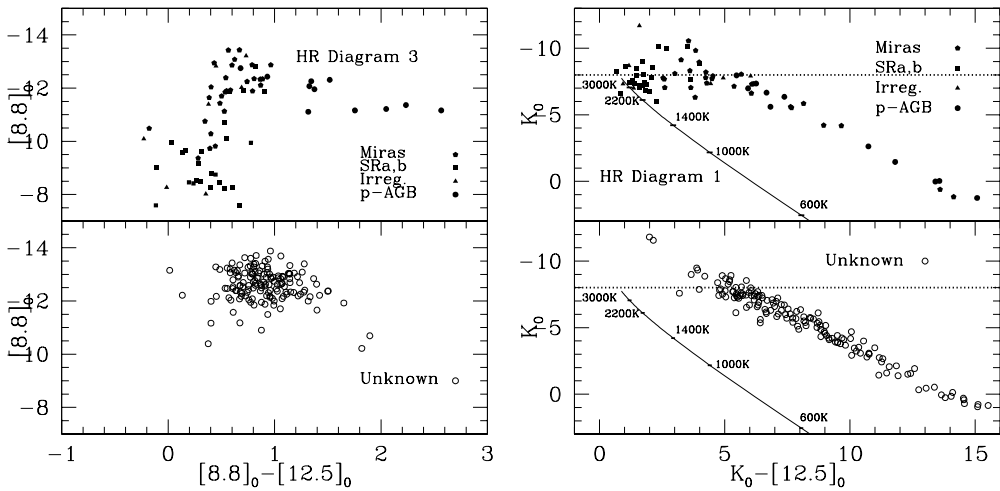 -14
-12
-10
-8
[8.8]0
HR Diagram 3
Miras
SRa,b
Irreg.
p-AGB
-14
-12
-10
-8
[8.8]0
Unknown
-1
0
1
2
3
[8.8]0-[12.5]0
-10
-5
0
K0
Miras
SRa,b
Irreg.
p-AGB
3000K
2200K
1400K
1000K
600K
HR Diagram 1
-10
-5
0
K0
Unknown
3000K
2200K
1400K
1000K
600K
0
5
10
15
K0-[12.5]0